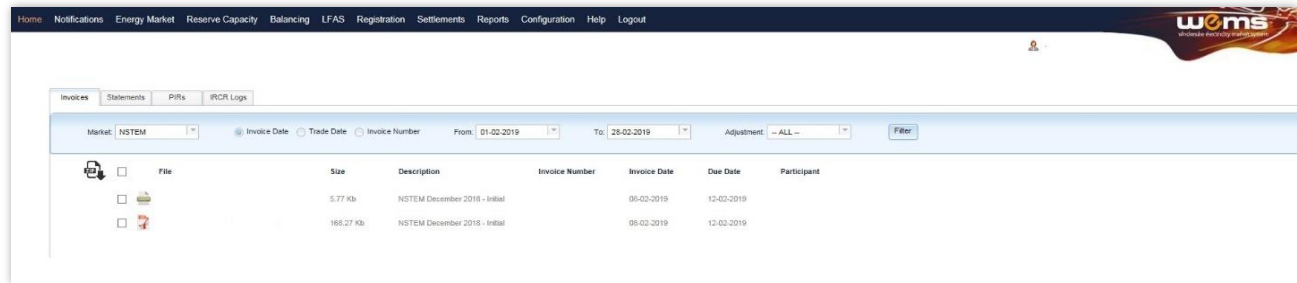 Home Notifications Energy Market Reserve Capacity Balancing LFAS Registration Settlements Reports Configuration Help Logout
wems
wholesale electricity market system
Invoices Statements PIRs IRCR Logs
Market: NSTEM Invoice Date Trade Date Invoice Number From: 01-02-2019 To: 28-02-2019 Adjustment: -- ALL -- Filter
File Size Description Invoice Number Invoice Date Due Date Participant
5.77 Kb NSTEM December 2018 - Initial 06-02-2019 12-02-2019
168.27 Kb NSTEM December 2018 - Initial 06-02-2019 12-02-2019